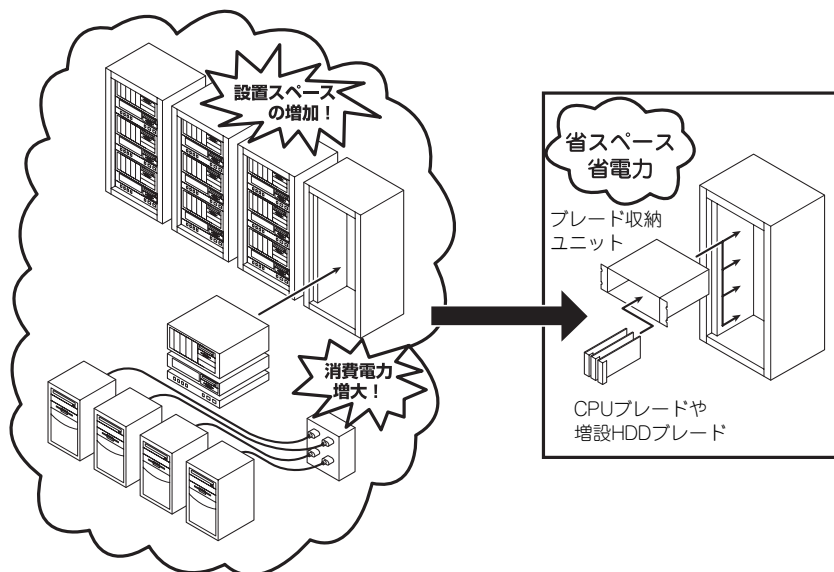 設置スペース
の増加！
消費電力
増大！
省スペース
省電力
ブレード収納
ユニット
CPUブレードや
増設HDDブレード